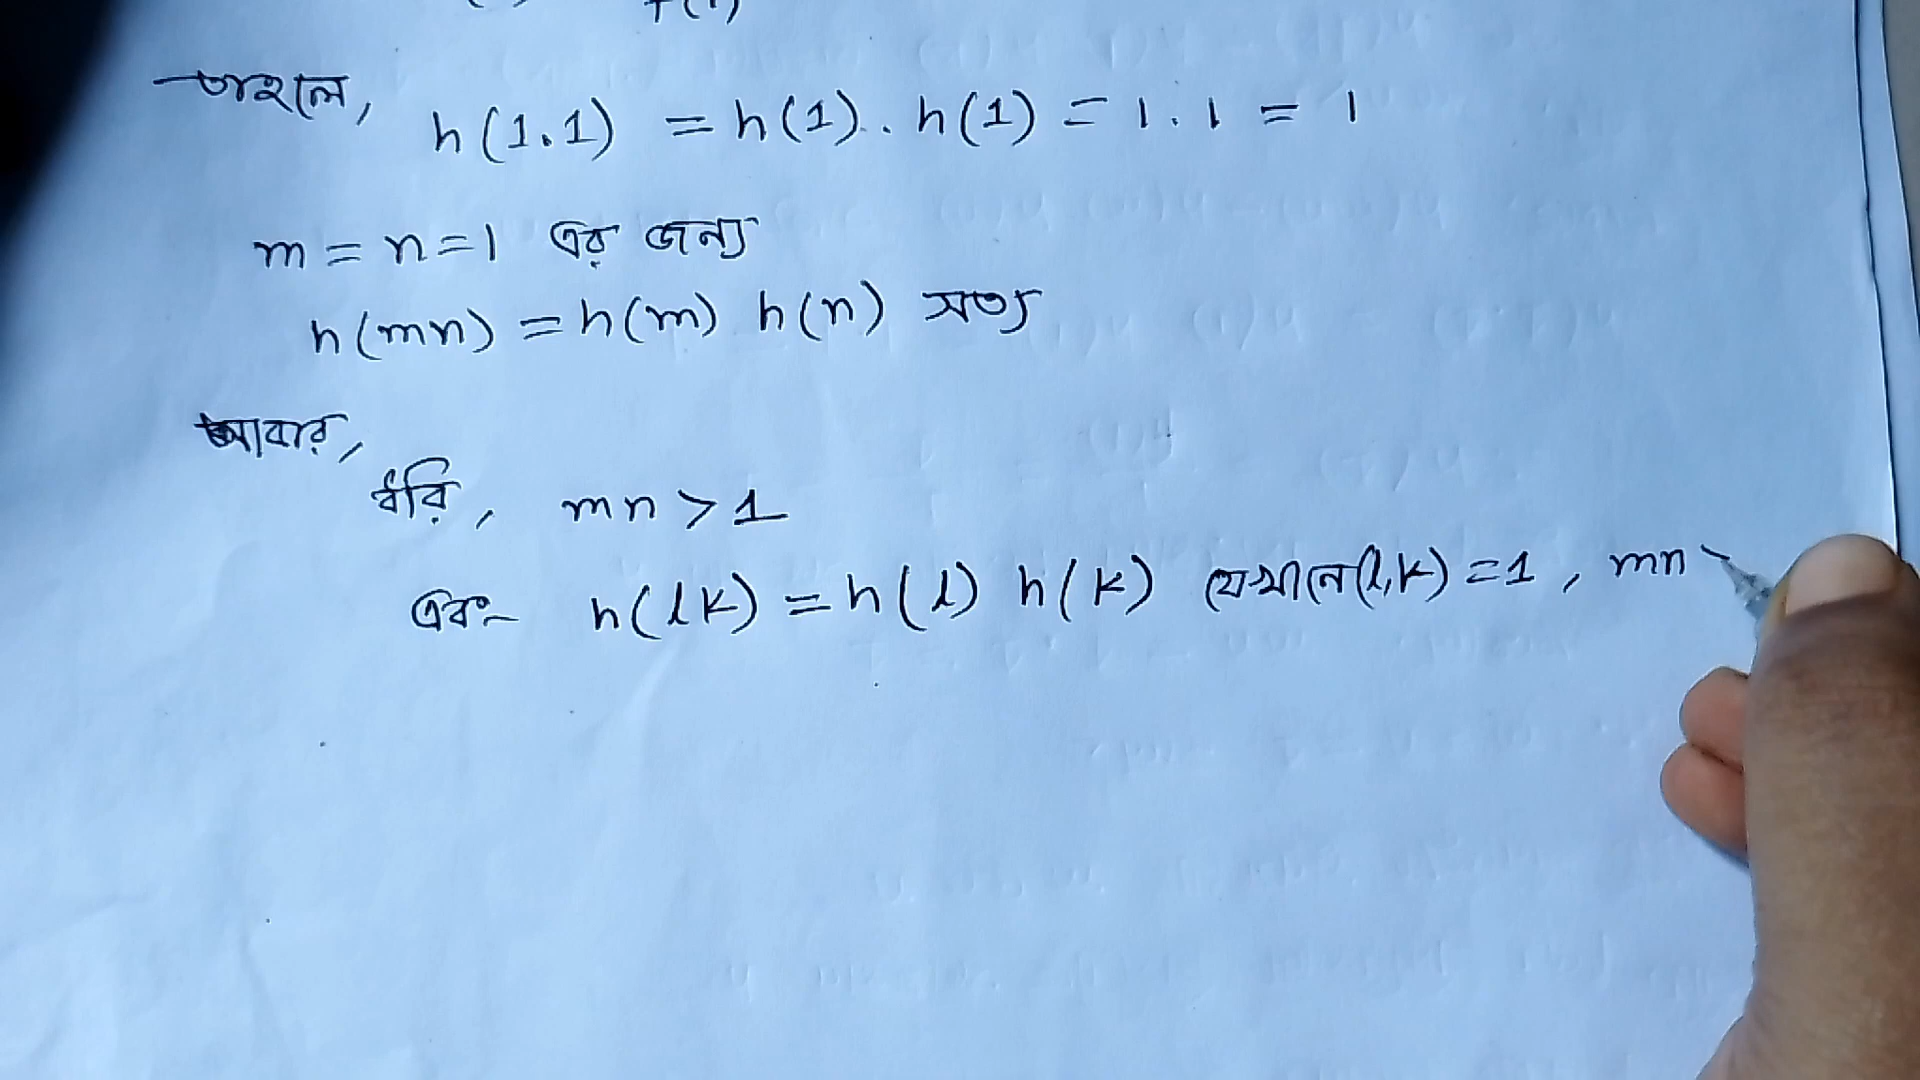 তাহলে,
h(1.1) = h(1). h(1) = 1.1 = 1
m = n = 1 এর জন্য
h(mn) = h(m) h(n) সত্য
আবার,
ধরি, mn > 1
এবং h(lk) = h(l) h(k) যেখানে (l,k) = 1, mn >